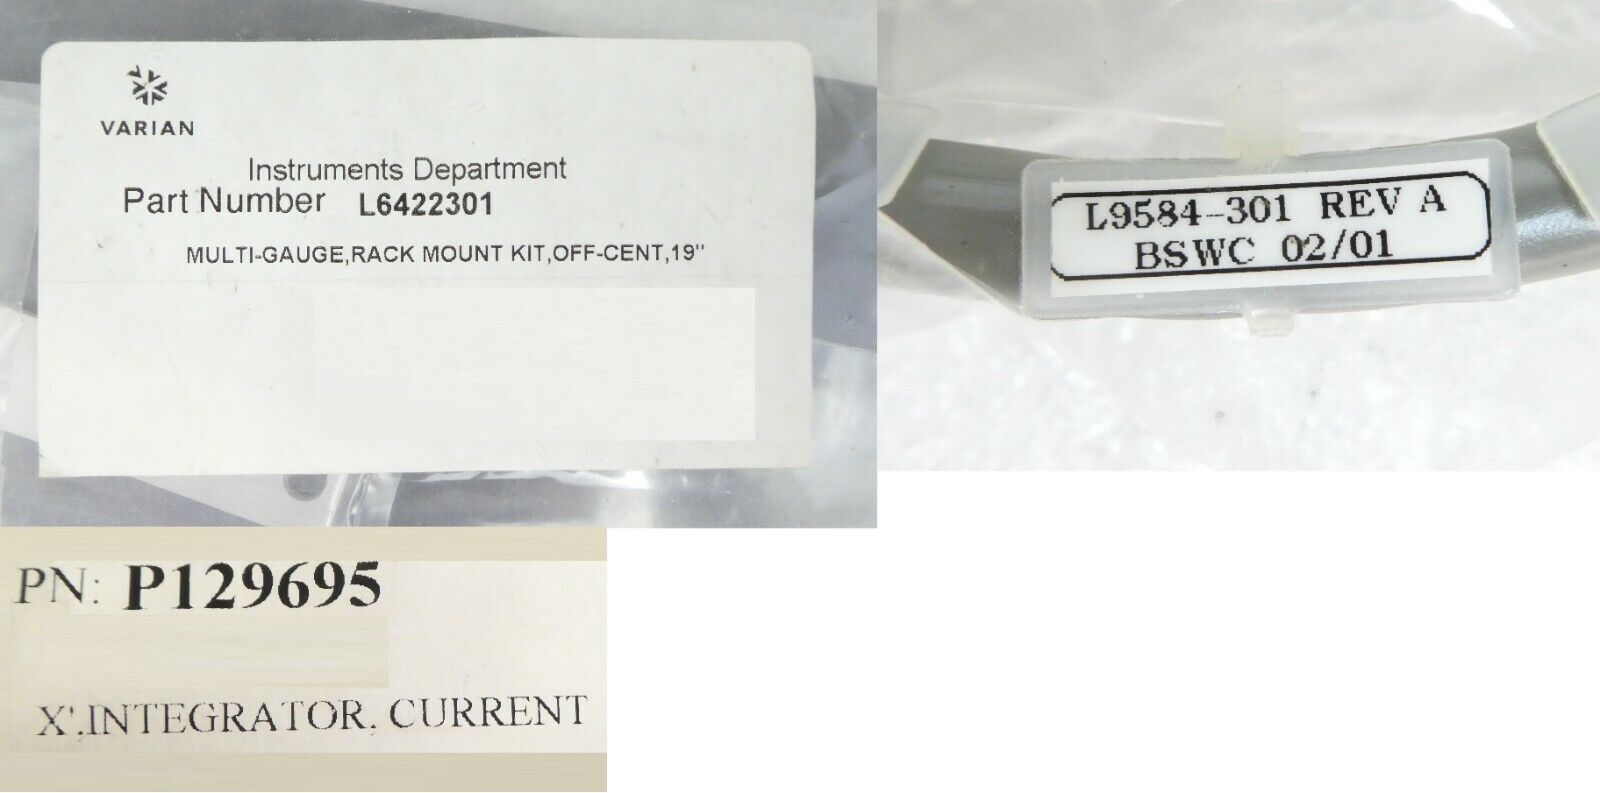 VARIAN
Instruments Department
Part Number L6422301
MULTI-GAUGE,RACK MOUNT KIT,OFF-CENT,19"
L9584-301 REV A
BSWC 02/01
PN: P129695
X',INTEGRATOR, CURRENT